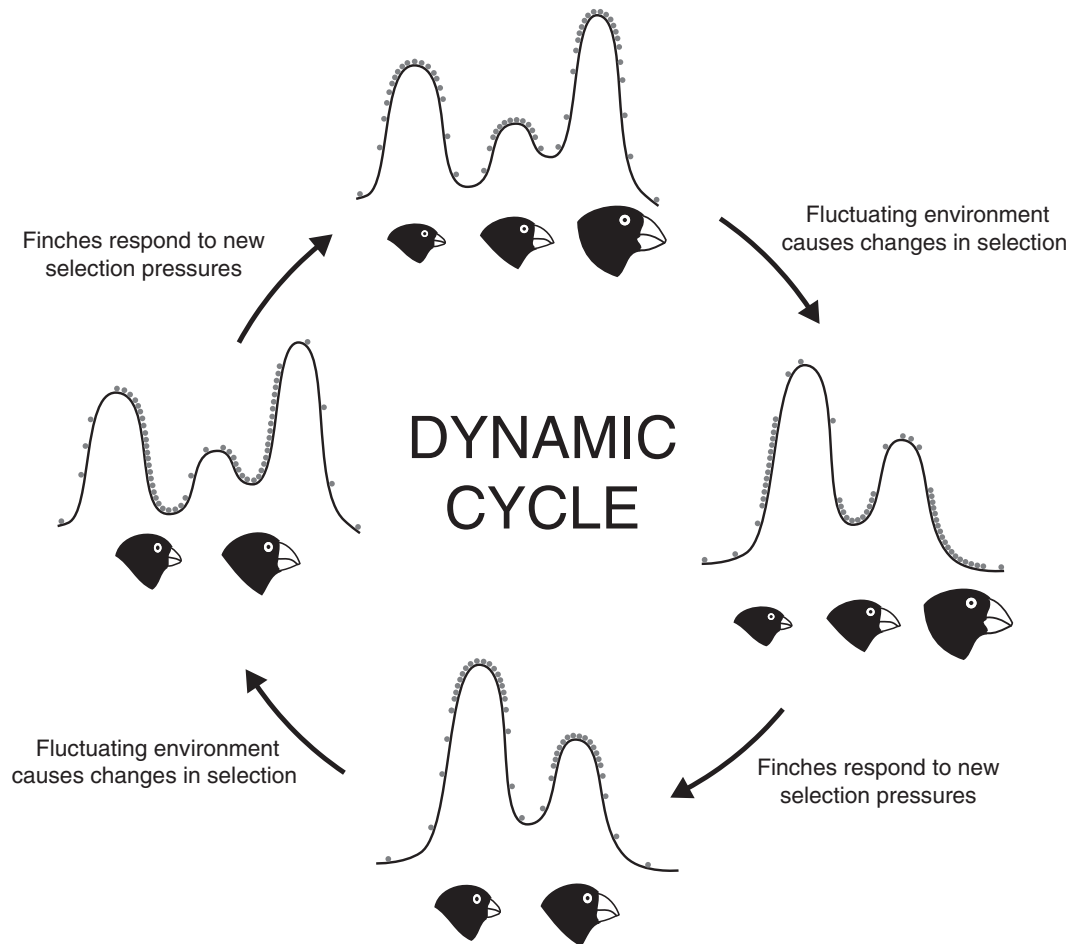 Finches respond to new
selection pressures
Fluctuating environment
causes changes in selection
DYNAMIC
CYCLE
Fluctuating environment
causes changes in selection
Finches respond to new
selection pressures